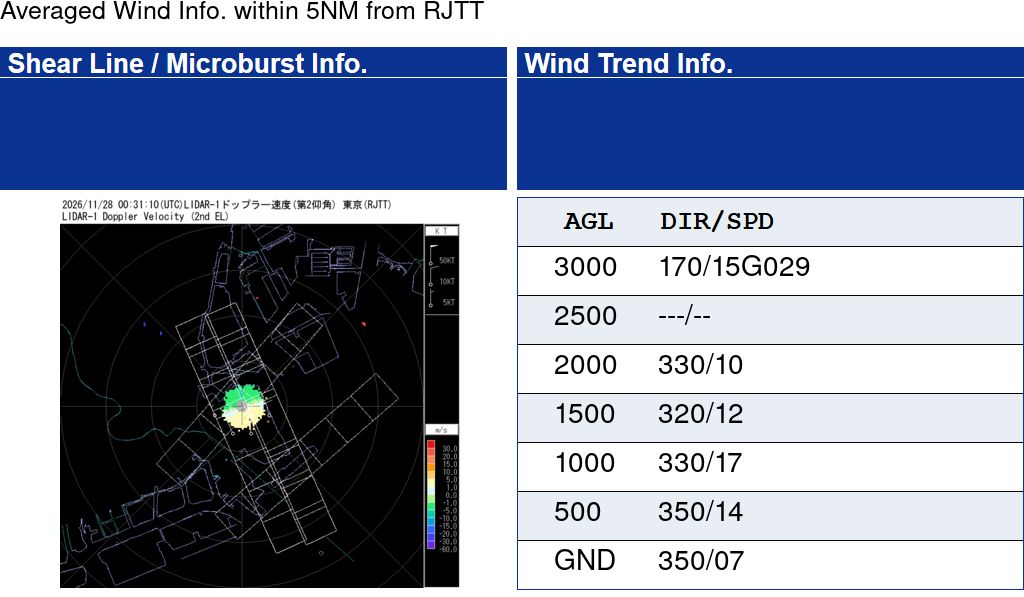 Averaged Wind Info. within 5NM from RJTT
Shear Line / Microburst Info.
Wind Trend Info.
2026/11/28 00:31:10(UTC)LIDAR-1ドップラー速度(第2仰角) 東京(RJTT)
LIDAR-1 Doppler Velocity (2nd EL)
KT
50KT
10KT
5KT
m/s
30.0
20.0
15.0
10.0
5.0
1.0
0.0
-1.0
-5.0
-10.0
-15.0
-20.0
-30.0
-60.0
AGL DIR/SPD
3000 170/15G029
2500 ---/--
2000 330/10
1500 320/12
1000 330/17
500 350/14
GND 350/07